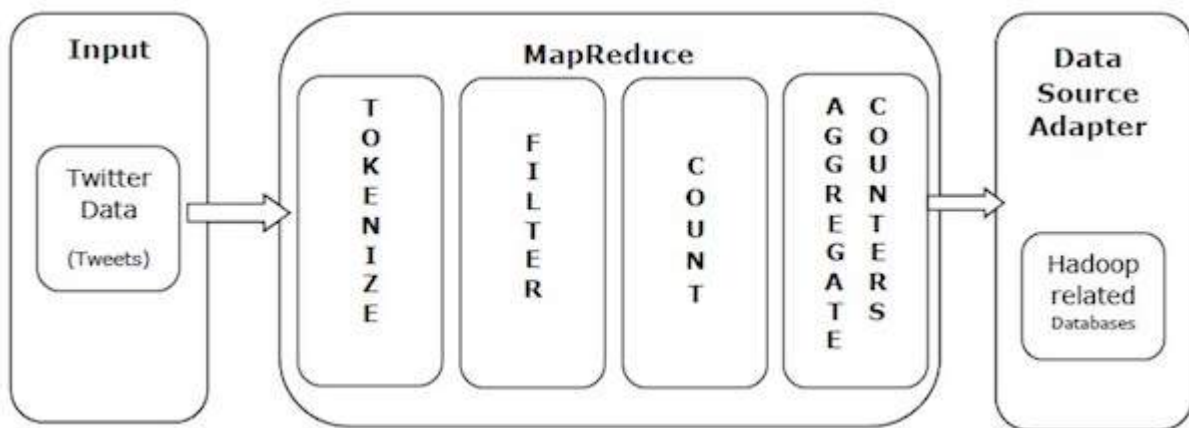 Input
Twitter
Data
(Tweets)
MapReduce
TOKENIZE
FILTER
COUNT
AGGREGATE
COUNTERS
Data
Source
Adapter
Hadoop
related
Databases